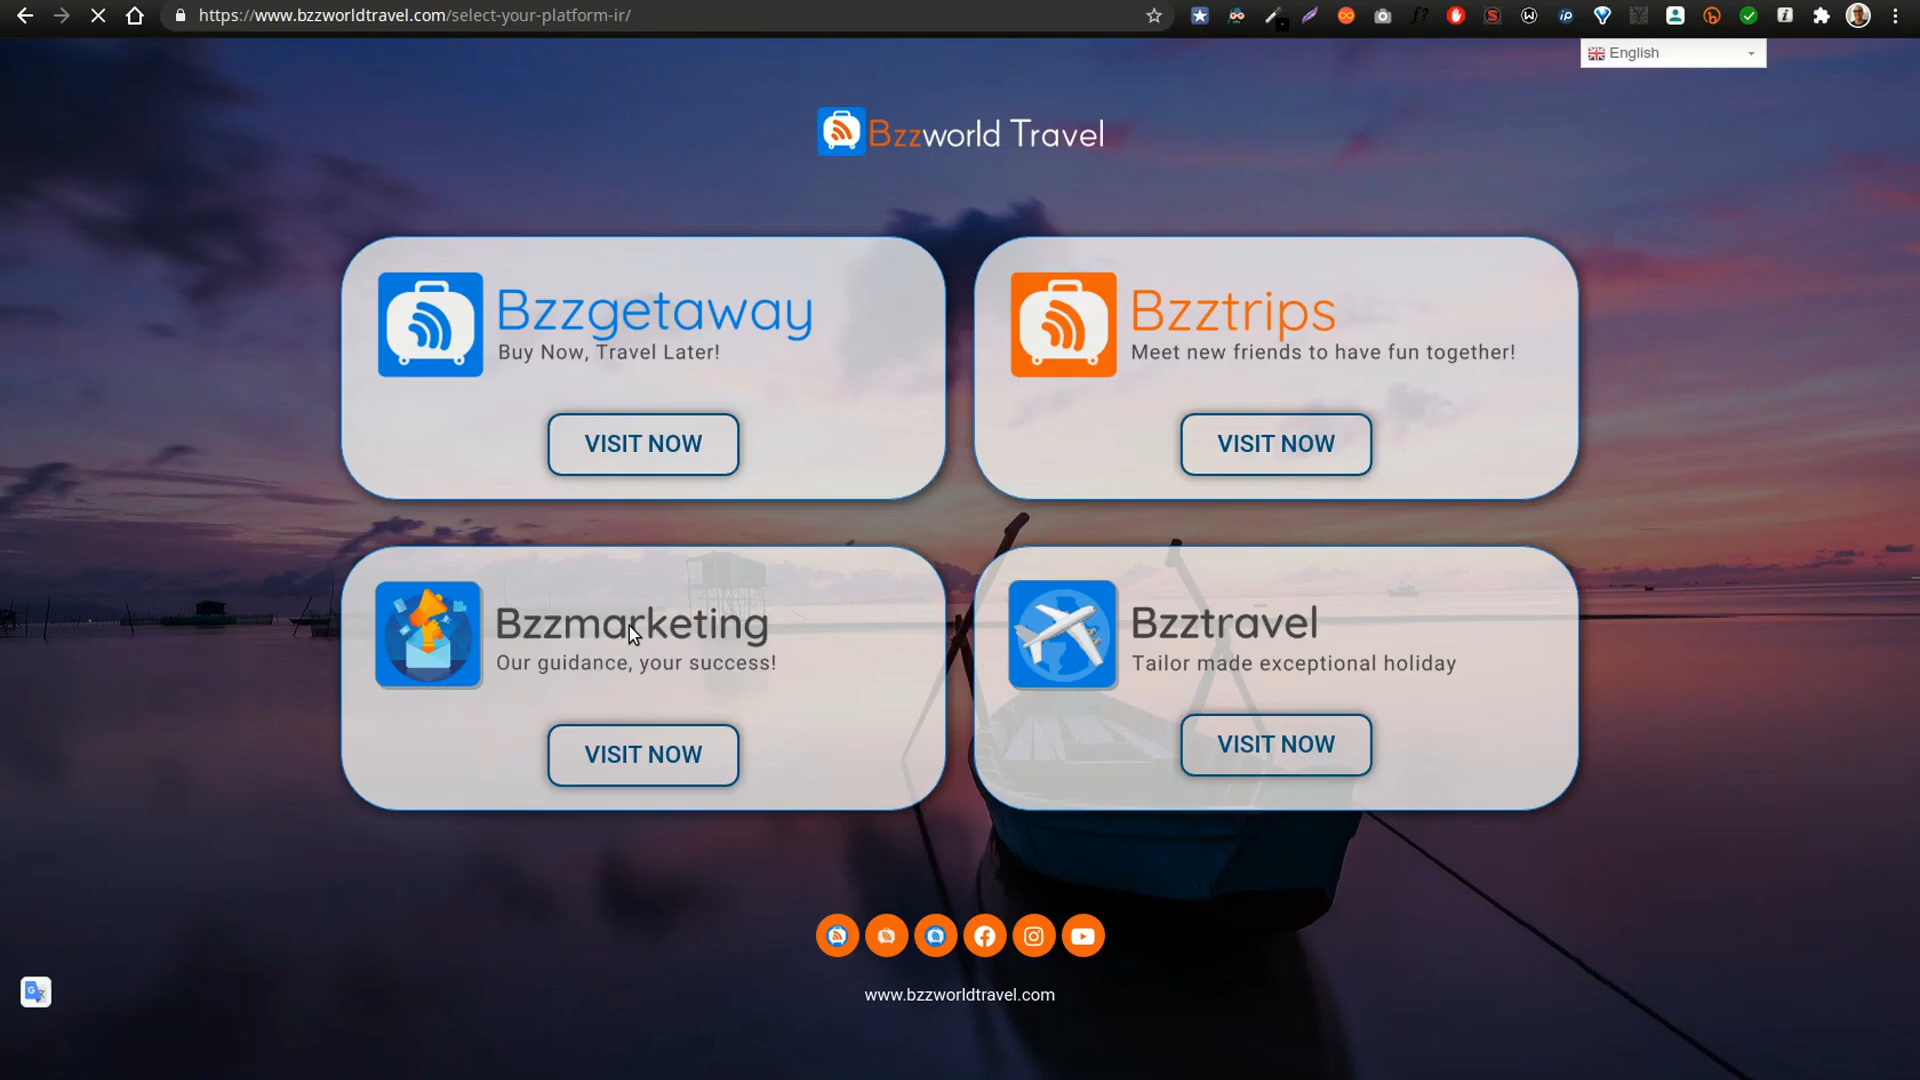 https://www.bzzworldtravel.com/select-your-platform-ir/
English
Bzzworld Travel
Bzzgetaway
Buy Now, Travel Later!
VISIT NOW
Bzztrips
Meet new friends to have fun together!
VISIT NOW
Bzzmarketing
Our guidance, your success!
VISIT NOW
Bzztravel
Tailor made exceptional holiday
VISIT NOW
www.bzzworldtravel.com